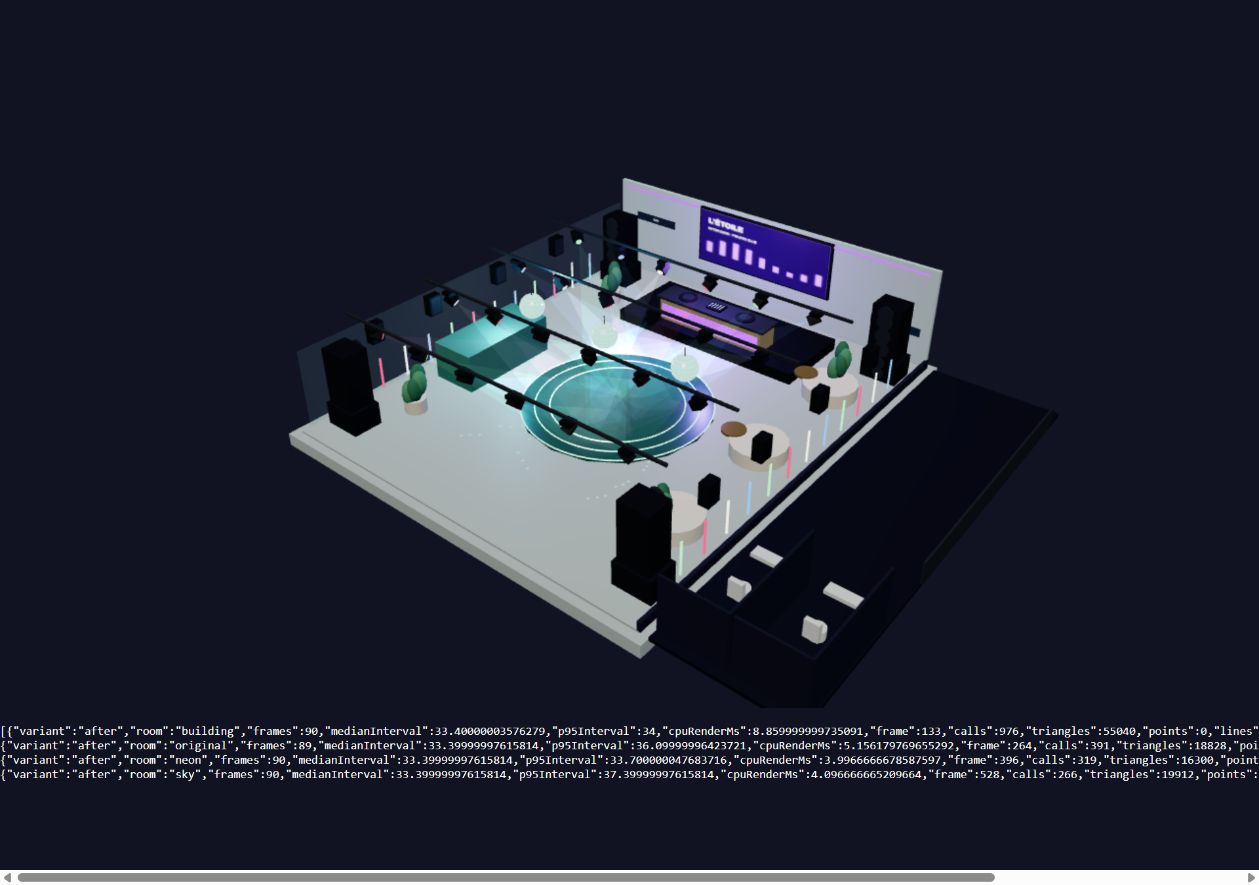 L'ÉTOILE
[{"variant":"after","room":"building","frames":90,"medianInterval":33.40000003576279,"p95Interval":34,"cpuRenderMs":8.859999999735091,"frame":133,"calls":976,"triangles":55040,"points":0,"lines"
{"variant":"after","room":"original","frames":89,"medianInterval":33.39999997615814,"p95Interval":36.09999996423721,"cpuRenderMs":5.156179769655292,"frame":264,"calls":391,"triangles":18828,"poi
{"variant":"after","room":"neon","frames":90,"medianInterval":33.39999997615814,"p95Interval":33.700000047683716,"cpuRenderMs":3.9966666678587597,"frame":396,"calls":319,"triangles":16300,"point
{"variant":"after","room":"sky","frames":90,"medianInterval":33.39999997615814,"p95Interval":37.39999997615814,"cpuRenderMs":4.096666665209664,"frame":528,"calls":266,"triangles":19912,"points":